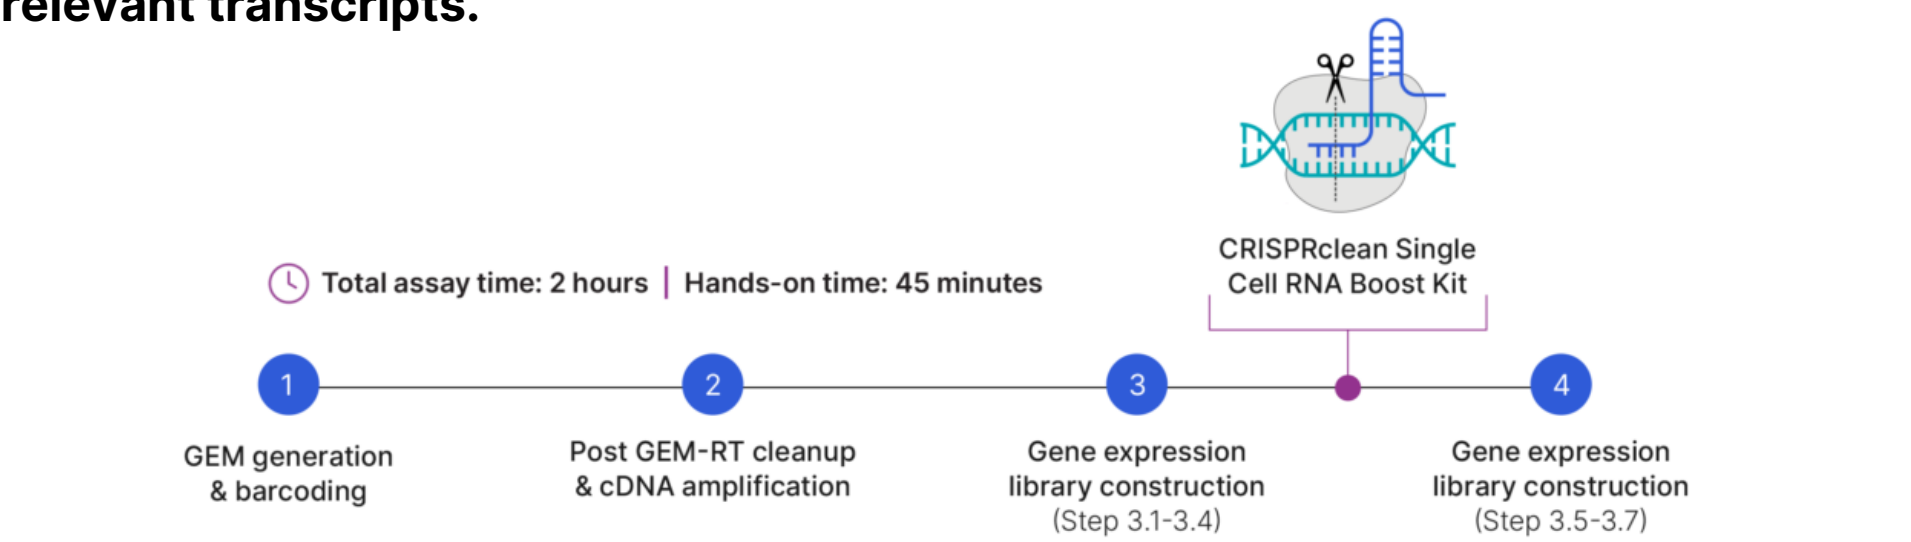 relevant transcripts.
CRISPRclean Single
Cell RNA Boost Kit
Total assay time: 2 hours | Hands-on time: 45 minutes
1
2
3
4
GEM generation
& barcoding
Post GEM-RT cleanup
& cDNA amplification
Gene expression
library construction
(Step 3.1-3.4)
Gene expression
library construction
(Step 3.5-3.7)